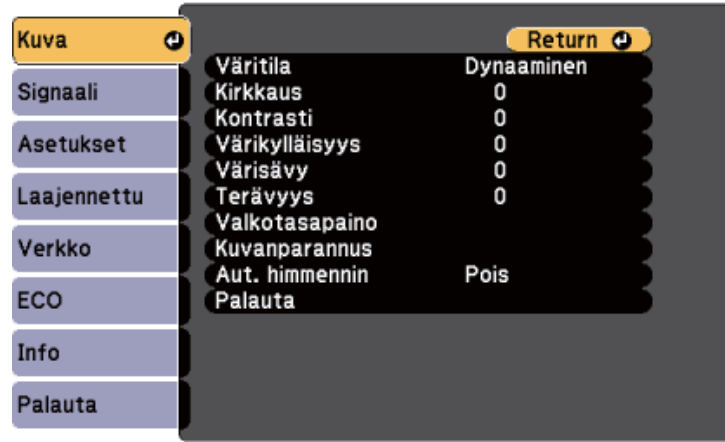 Kuva
Signaali
Asetukset
Laajennettu
Verkko
ECO
Info
Palauta
Return
Väritila Dynaaminen
Kirkkaus 0
Kontrasti 0
Värikylläisyys 0
Värisävy 0
Terävyys 0
Valkotasapaino
Kuvanparannus
Aut. himmennin Pois
Palauta